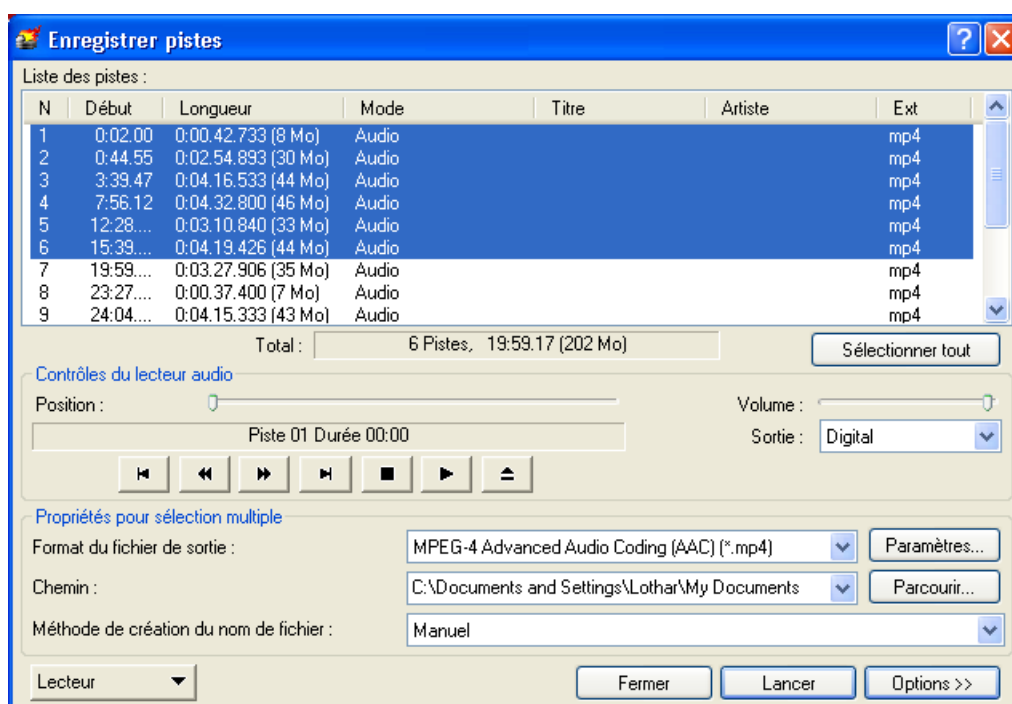 Enregistrer pistes
Liste des pistes :
N Début Longueur Mode Titre Artiste Ext
1 0:02.00 0:00.42.733 (8 Mo) Audio mp4
2 0:44.55 0:02.54.893 (30 Mo) Audio mp4
3 3:39.47 0:04.16.533 (44 Mo) Audio mp4
4 7:56.12 0:04.32.800 (46 Mo) Audio mp4
5 12:28.... 0:03.10.840 (33 Mo) Audio mp4
6 15:39.... 0:04.19.426 (44 Mo) Audio mp4
7 19:59.... 0:03.27.906 (35 Mo) Audio mp4
8 23:27.... 0:00.37.400 (7 Mo) Audio mp4
9 24:04.... 0:04.15.333 (43 Mo) Audio mp4
Total : 6 Pistes, 19:59.17 (202 Mo) Sélectionner tout
Contrôles du lecteur audio
Position : Volume :
Piste 01 Durée 00:00 Sortie : Digital
Propriétés pour sélection multiple
Format du fichier de sortie : MPEG-4 Advanced Audio Coding (AAC) (*.mp4) Paramètres...
Chemin : C:\Documents and Settings\Lothar\My Documents Parcourir...
Méthode de création du nom de fichier : Manuel
Lecteur Fermer Lancer Options >>